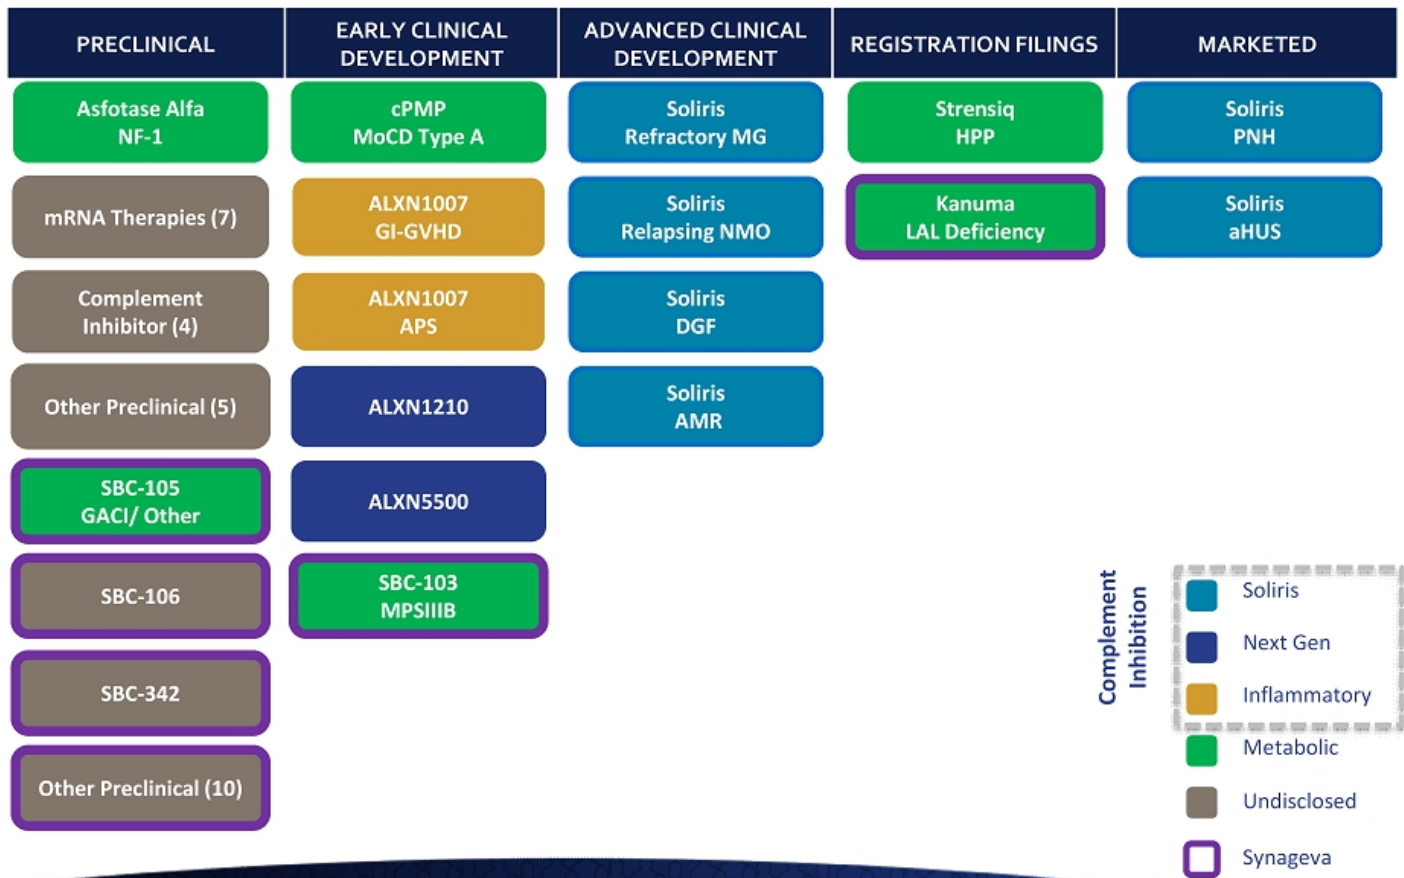 PRECLINICAL
EARLY CLINICAL
DEVELOPMENT
ADVANCED CLINICAL
DEVELOPMENT
REGISTRATION FILINGS
MARKETED
Asfotase Alfa
NF-1
cPMP
MoCD Type A
Soliris
Refractory MG
Strensiq
HPP
Soliris
PNH
mRNA Therapies (7)
ALXN1007
GI-GVHD
Soliris
Relapsing NMO
Kanuma
LAL Deficiency
Soliris
aHUS
Complement
Inhibitor (4)
ALXN1007
APS
Soliris
DGF
Other Preclinical (5)
ALXN1210
Soliris
AMR
SBC-105
GACI/ Other
ALXN5500
SBC-106
SBC-103
MPSIIIB
SBC-342
Other Preclinical (10)
Complement
Inhibition
Soliris
Next Gen
Inflammatory
Metabolic
Undisclosed
Synageva